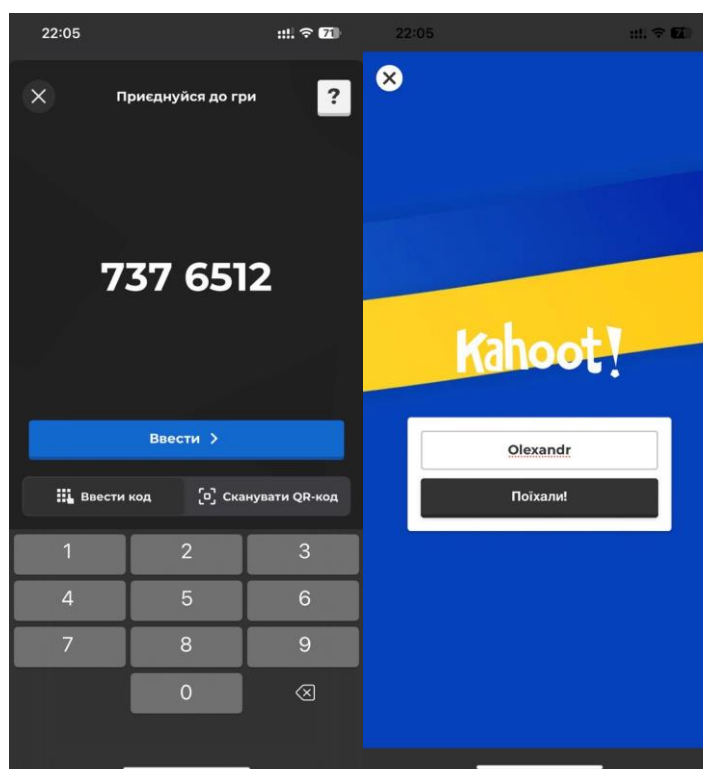 22:05
71
Приєднуйся до гри
?
737 6512
Ввести >
Ввести код
Сканувати QR-код
1 2 3
4 5 6
7 8 9
0
22:05
71
Kahoot!
Olexandr
Поїхали!